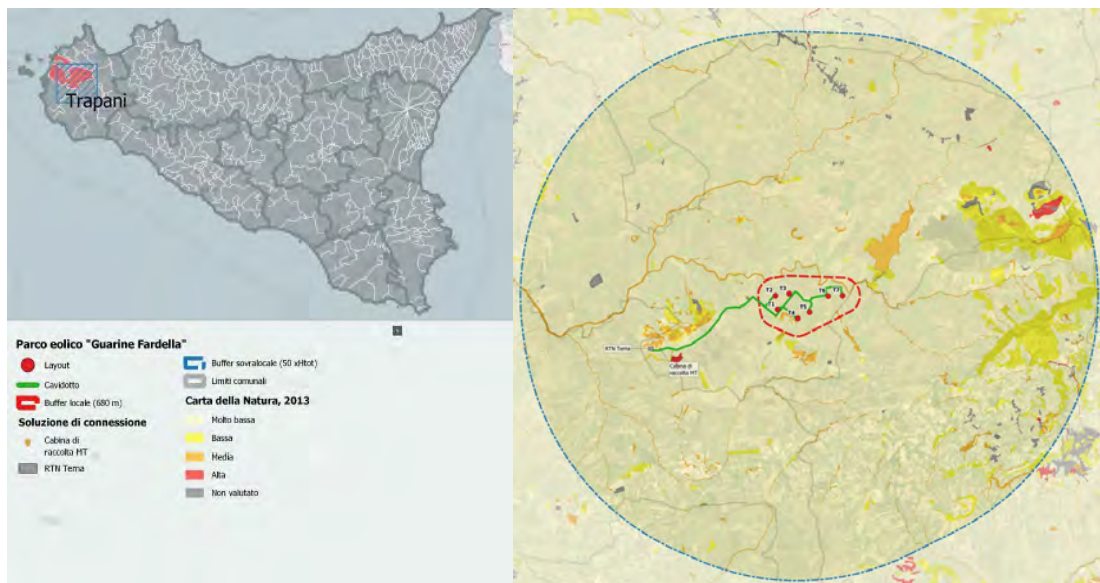 Trapani
Parco eolico "Guarine Fardella"
Layout
Cavidotto
Buffer locale (680 m)
Soluzione di connessione
Cabina di
raccolta MT
RTN Terna
Buffer sovralocale (50 xHtot)
Limiti comunali
Carta della Natura, 2013
Molto bassa
Bassa
Media
Alta
Non valutato
T2
T3
T6
T7
T1
T5
T4
RTN Terna
Cabina di
raccolta MT